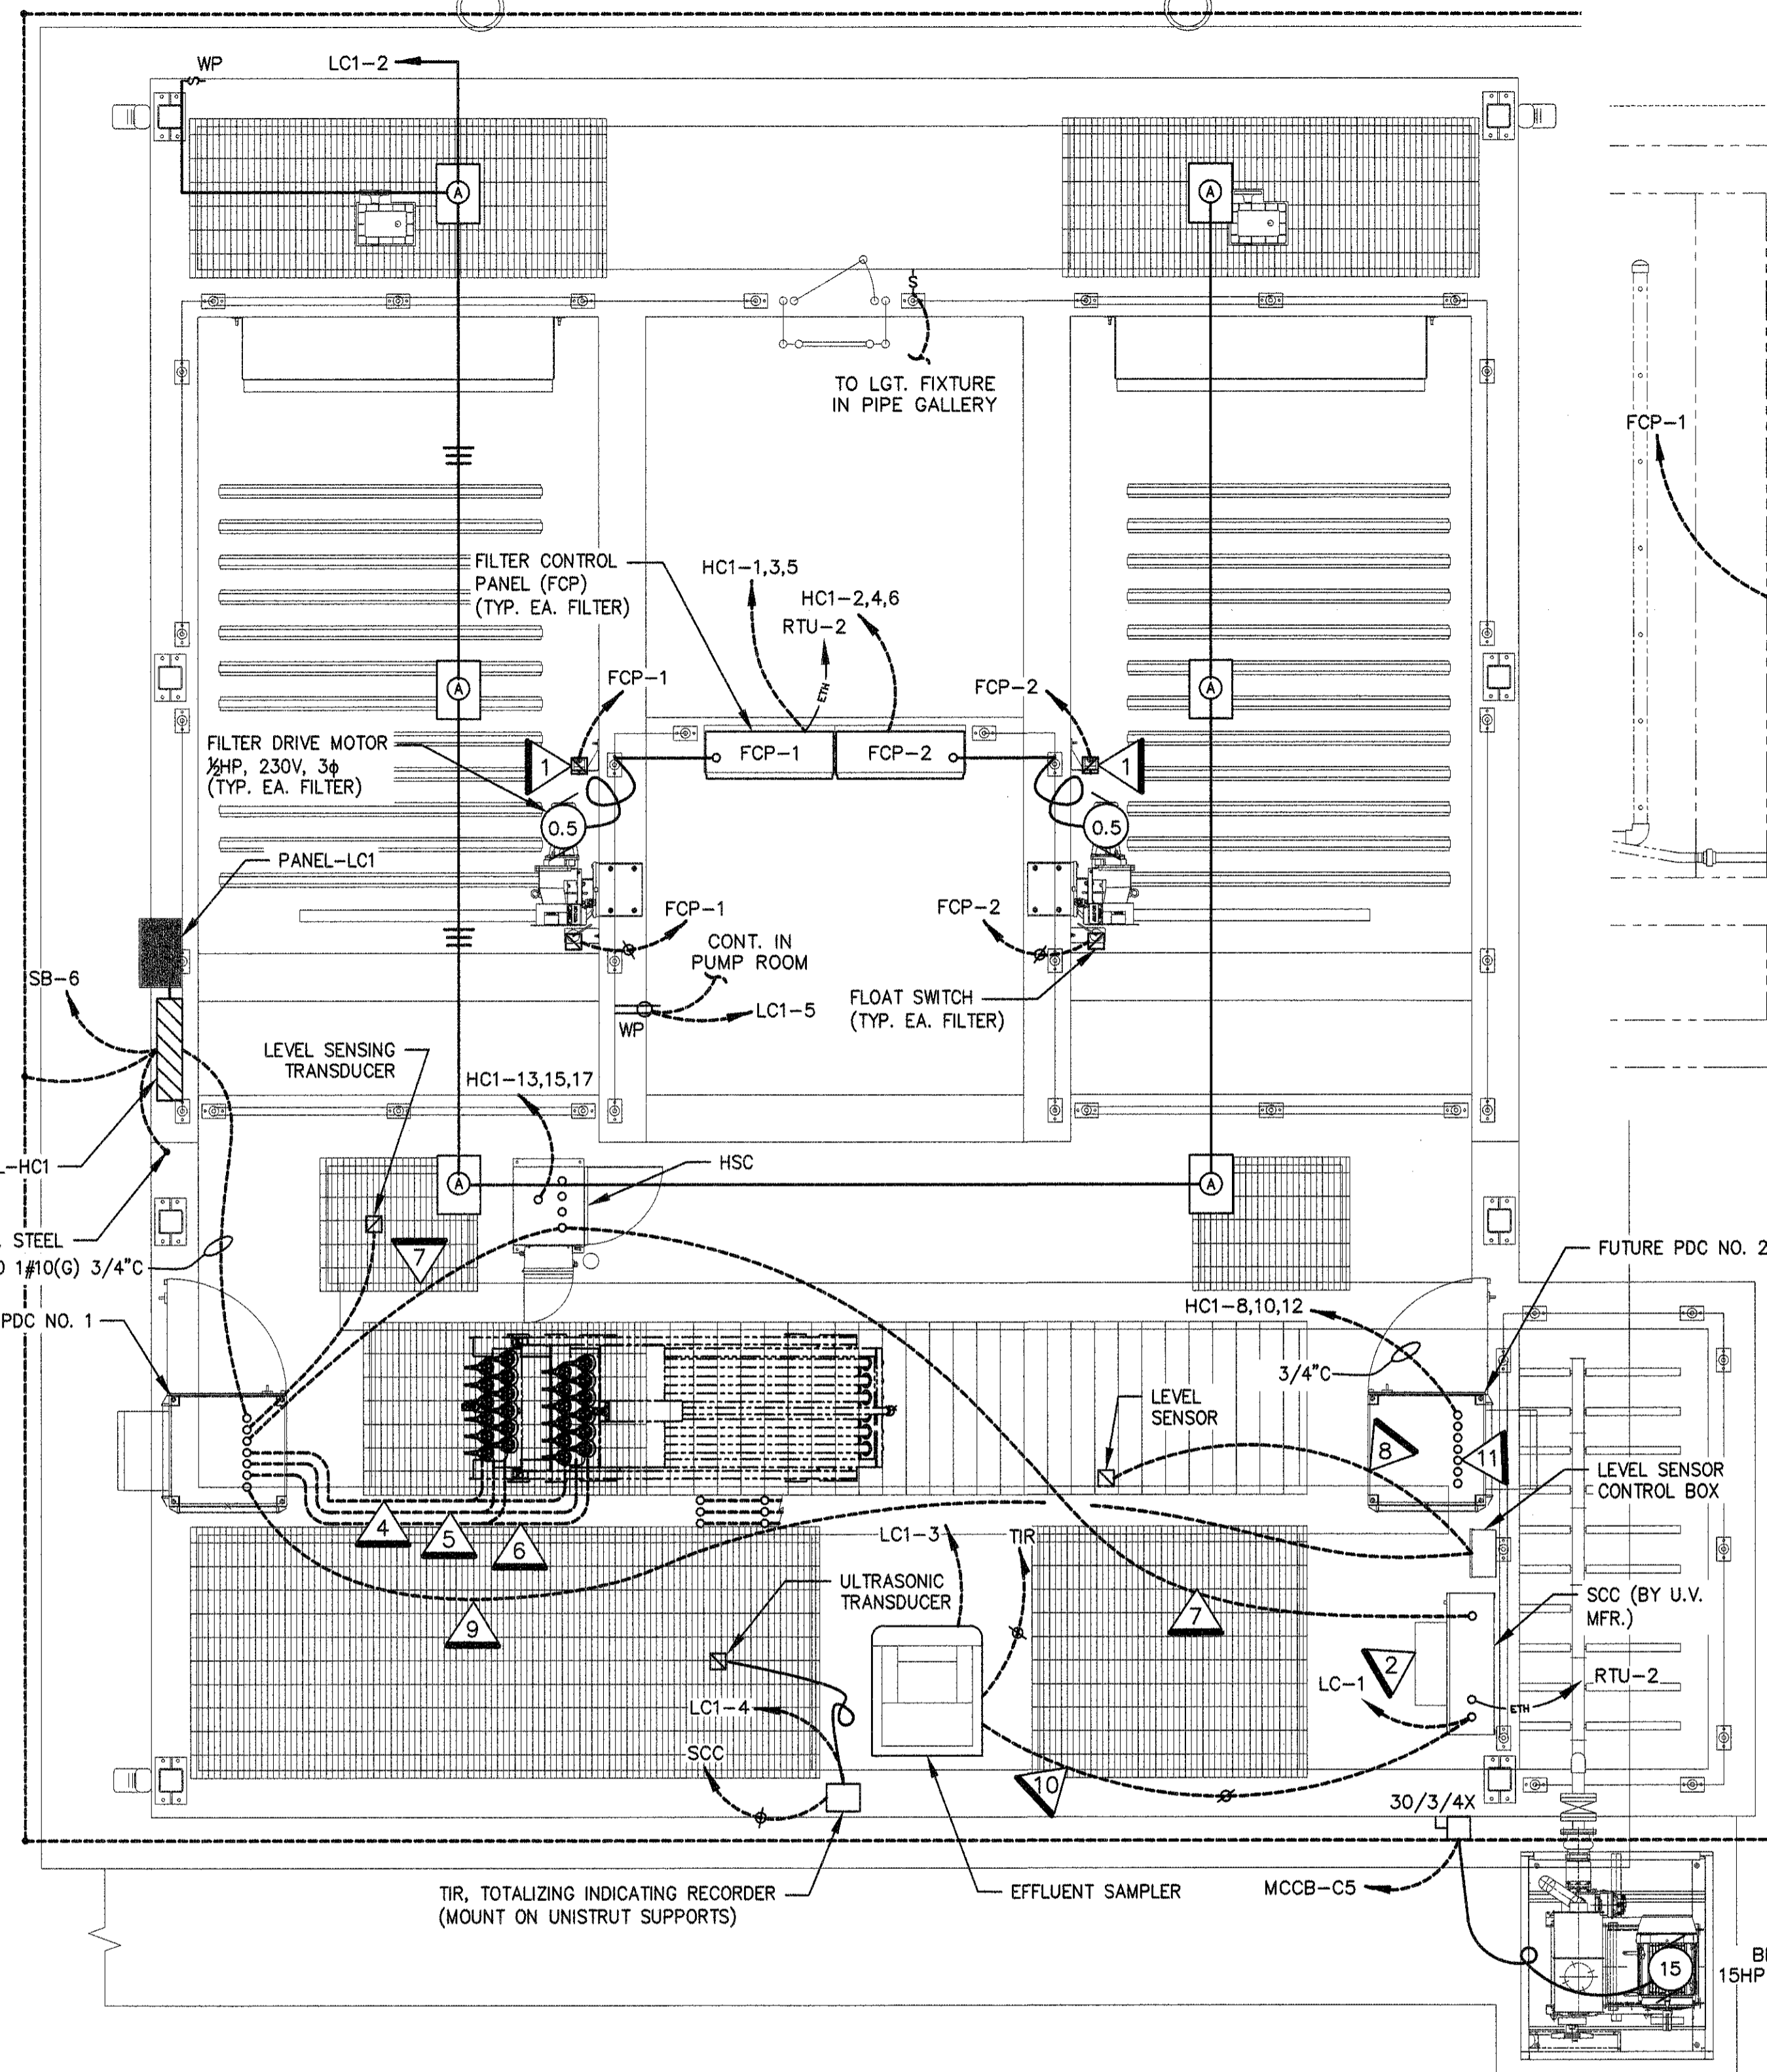 WP
LC1-2
A
A
S
TO LGT. FIXTURE
IN PIPE GALLERY
FCP-1
FILTER CONTROL
PANEL (FCP)
(TYP. EA. FILTER)
HC1-1,3,5
HC1-2,4,6
RTU-2
ETH
FCP-1
FCP-2
A
A
FILTER DRIVE MOTOR
½HP, 230V, 3ϕ
(TYP. EA. FILTER)
1
FCP-1
FCP-2
1
0.5
0.5
PANEL-LC1
FCP-1
FCP-2
CONT. IN
PUMP ROOM
SB-6
LC1-5
WP
FLOAT SWITCH
(TYP. EA. FILTER)
LEVEL SENSING
TRANSDUCER
HC1-13,15,17
L-HC1
HSC
A
A
STEEL
1#10(G) 3/4"C
7
FUTURE PDC NO. 2
PDC NO. 1
HC1-8,10,12
3/4"C
LEVEL
SENSOR
8
11
LEVEL SENSOR
CONTROL BOX
4
5
6
LC1-3
TIR
ULTRASONIC
TRANSDUCER
SCC (BY U.V.
MFR.)
9
7
2
LC-1
ETH
RTU-2
LC1-4
SCC
10
30/3/4X
MCCB-C5
TIR, TOTALIZING INDICATING RECORDER
(MOUNT ON UNISTRUT SUPPORTS)
EFFLUENT SAMPLER
15
15HP